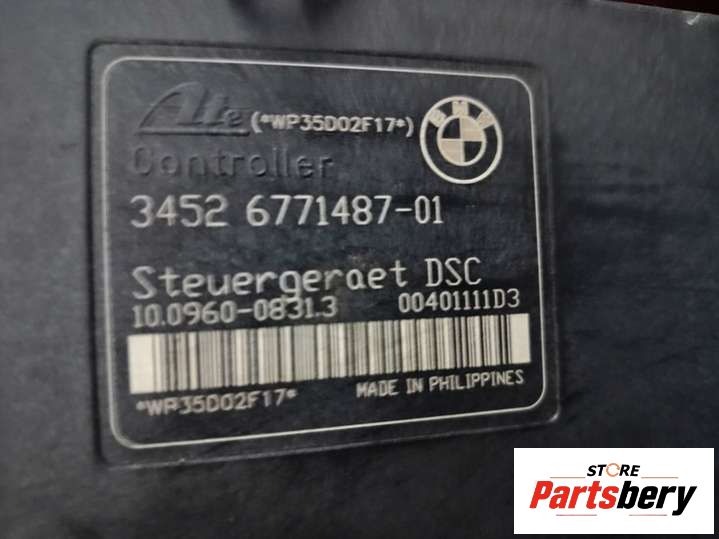 Ate (*WP35D02F17*) BMW
Controller
3452 6771487-01
Steuergeraet DSC
10.0960-0831.3 00401111D3
*WP35D02F17* MADE IN PHILIPPINES
STORE
Partsbery